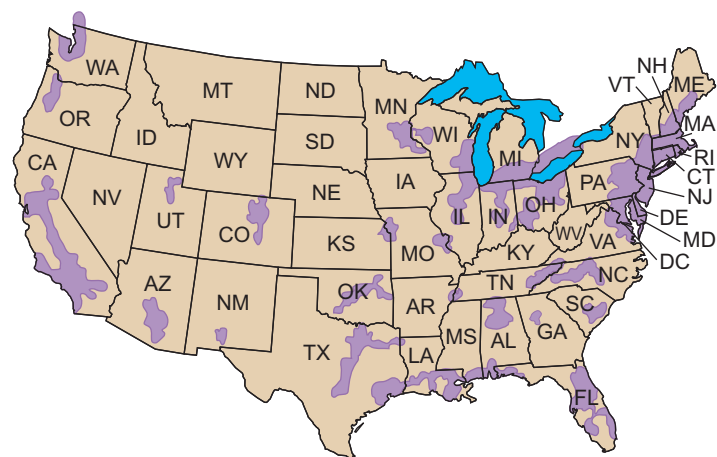 NH
VT
ME
WA
MT
ND
MN
OR
ID
SD
WI
MI
NY
MA
RI
CT
NJ
DE
MD
DC
WY
CA
NV
UT
CO
NE
IA
IL
IN
OH
PA
WV
VA
KS
MO
KY
NC
TN
SC
AZ
NM
OK
AR
TX
LA
MS
AL
GA
FL